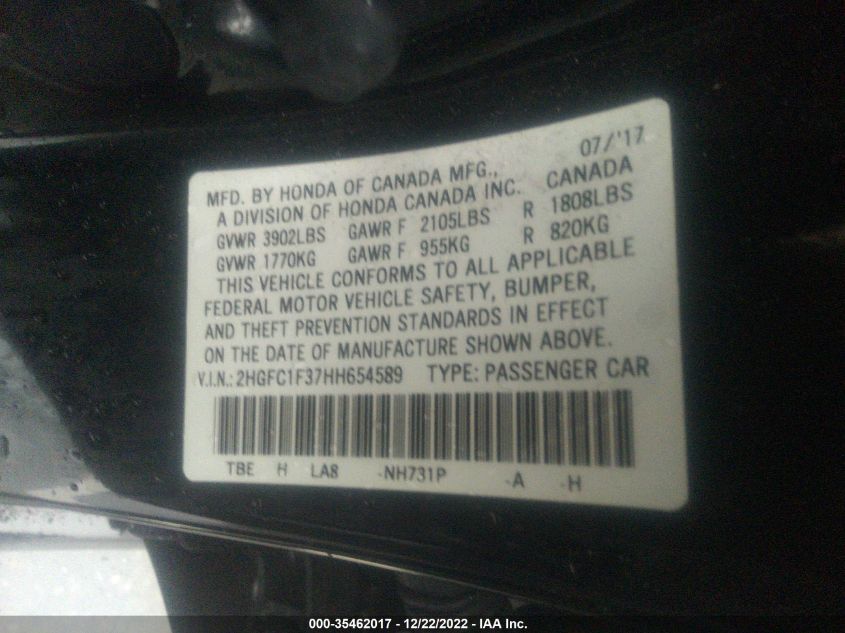 07/'17
MFD. BY HONDA OF CANADA MFG.,
A DIVISION OF HONDA CANADA INC. CANADA
GVWR 3902LBS GAWR F 2105LBS R 1808LBS
GVWR 1770KG GAWR F 955KG R 820KG
THIS VEHICLE CONFORMS TO ALL APPLICABLE
FEDERAL MOTOR VEHICLE SAFETY, BUMPER,
AND THEFT PREVENTION STANDARDS IN EFFECT
ON THE DATE OF MANUFACTURE SHOWN ABOVE.
V.I.N.: 2HGFC1F37HH654589 TYPE: PASSENGER CAR
TBE H LA8 -NH731P -A -H
000-35462017 - 12/22/2022 - IAA Inc.